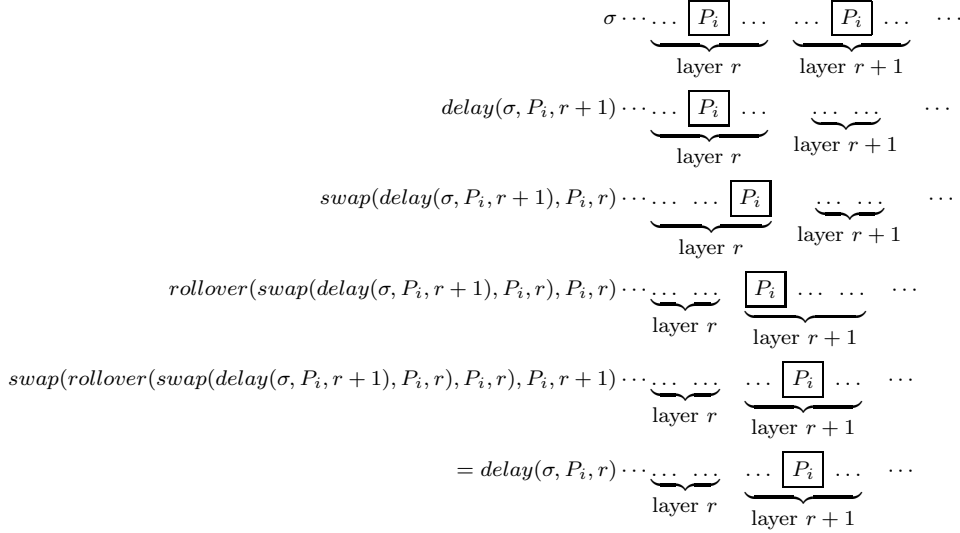 σ ··· ... P_i ... ... P_i ... ···
layer r layer r + 1
delay(σ, P_i, r+1) ··· ... P_i ... ... ... ···
layer r layer r + 1
swap(delay(σ, P_i, r+1), P_i, r) ··· ... ... P_i ... ... ···
layer r layer r + 1
rollover(swap(delay(σ, P_i, r+1), P_i, r), P_i, r) ··· ... ... P_i ... ... ···
layer r layer r + 1
swap(rollover(swap(delay(σ, P_i, r+1), P_i, r), P_i, r), P_i, r+1) ··· ... ... ... P_i ... ···
layer r layer r + 1
= delay(σ, P_i, r) ··· ... ... ... P_i ... ···
layer r layer r + 1